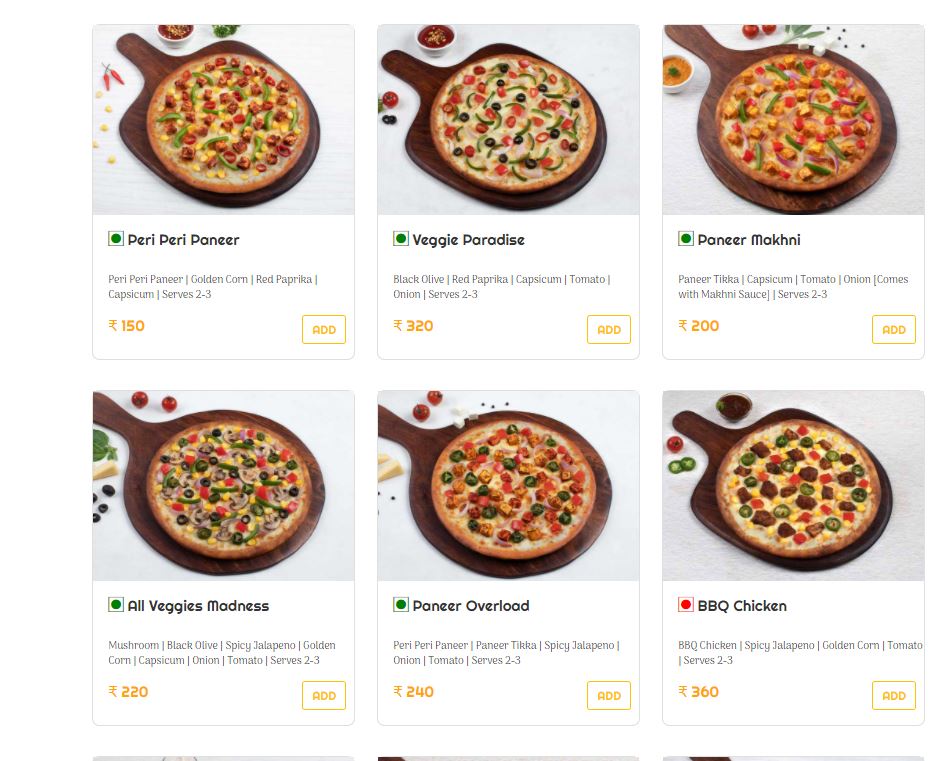 Peri Peri Paneer
Peri Peri Paneer | Golden Corn | Red Paprika |
Capsicum | Serves 2-3
₹ 150
ADD
Veggie Paradise
Black Olive | Red Paprika | Capsicum | Tomato |
Onion | Serves 2-3
₹ 320
ADD
Paneer Makhni
Paneer Tikka | Capsicum | Tomato | Onion [Comes
with Makhni Sauce] | Serves 2-3
₹ 200
ADD
All Veggies Madness
Mushroom | Black Olive | Spicy Jalapeno | Golden
Corn | Capsicum | Onion | Tomato | Serves 2-3
₹ 220
ADD
Paneer Overload
Peri Peri Paneer | Paneer Tikka | Spicy Jalapeno |
Onion | Tomato | Serves 2-3
₹ 240
ADD
BBQ Chicken
BBQ Chicken | Spicy Jalapeno | Golden Corn | Tomato
| Serves 2-3
₹ 360
ADD